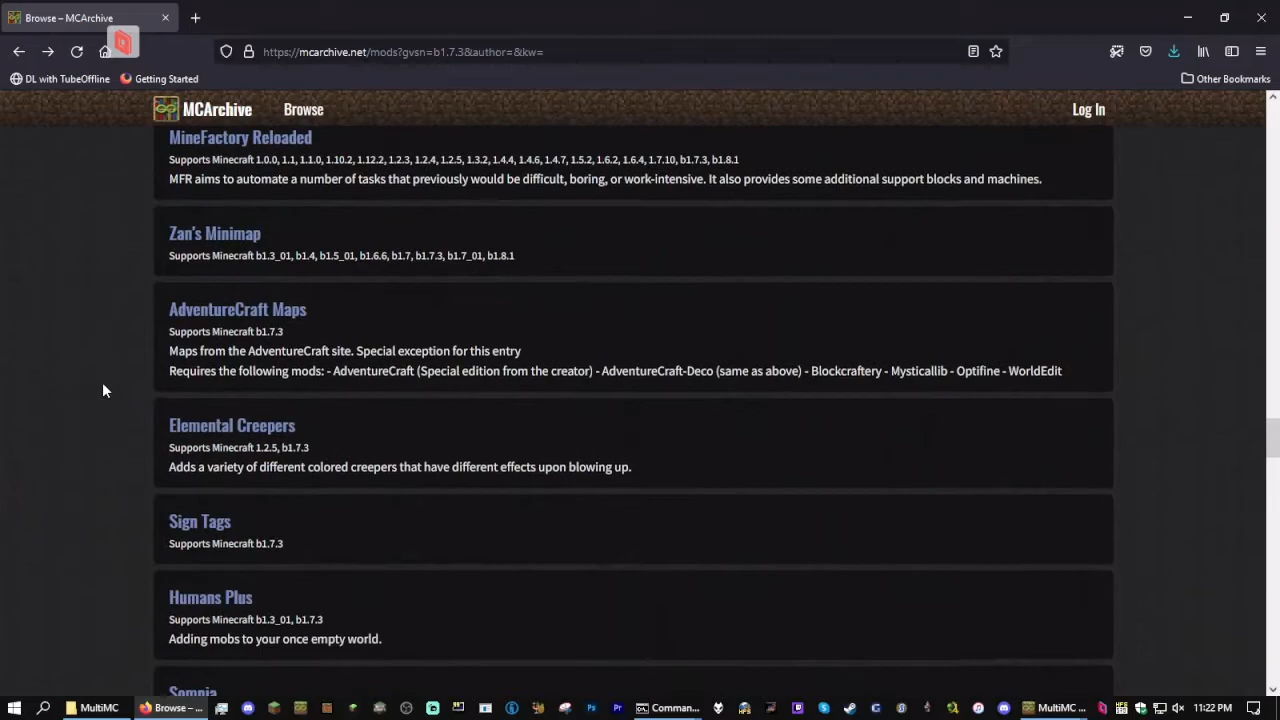 Browse – MCArchive
https://mcarchive.net/mods?gvsn=b1.7.3&author=&kw=
DL with TubeOffline
Getting Started
Other Bookmarks
MCArchive
Browse
Log In
MineFactory Reloaded
Supports Minecraft 1.0.0, 1.1, 1.1.0, 1.10.2, 1.12.2, 1.2.3, 1.2.4, 1.2.5, 1.3.2, 1.4.4, 1.4.6, 1.4.7, 1.5.2, 1.6.2, 1.6.4, 1.7.10, b1.7.3, b1.8.1
MFR aims to automate a number of tasks that previously would be difficult, boring, or work-intensive. It also provides some additional support blocks and machines.
Zan's Minimap
Supports Minecraft b1.3_01, b1.4, b1.5_01, b1.6.6, b1.7, b1.7.3, b1.7_01, b1.8.1
AdventureCraft Maps
Supports Minecraft b1.7.3
Maps from the AdventureCraft site. Special exception for this entry
Requires the following mods: - AdventureCraft (Special edition from the creator) - AdventureCraft-Deco (same as above) - Blockcraftery - Mysticallib - Optifine - WorldEdit
Elemental Creepers
Supports Minecraft 1.2.5, b1.7.3
Adds a variety of different colored creepers that have different effects upon blowing up.
Sign Tags
Supports Minecraft b1.7.3
Humans Plus
Supports Minecraft b1.3_01, b1.7.3
Adding mobs to your once empty world.
Somnia
MultiMC
Browse – ...
Ps
Pr
Comman...
MultiMC ...
11:22 PM